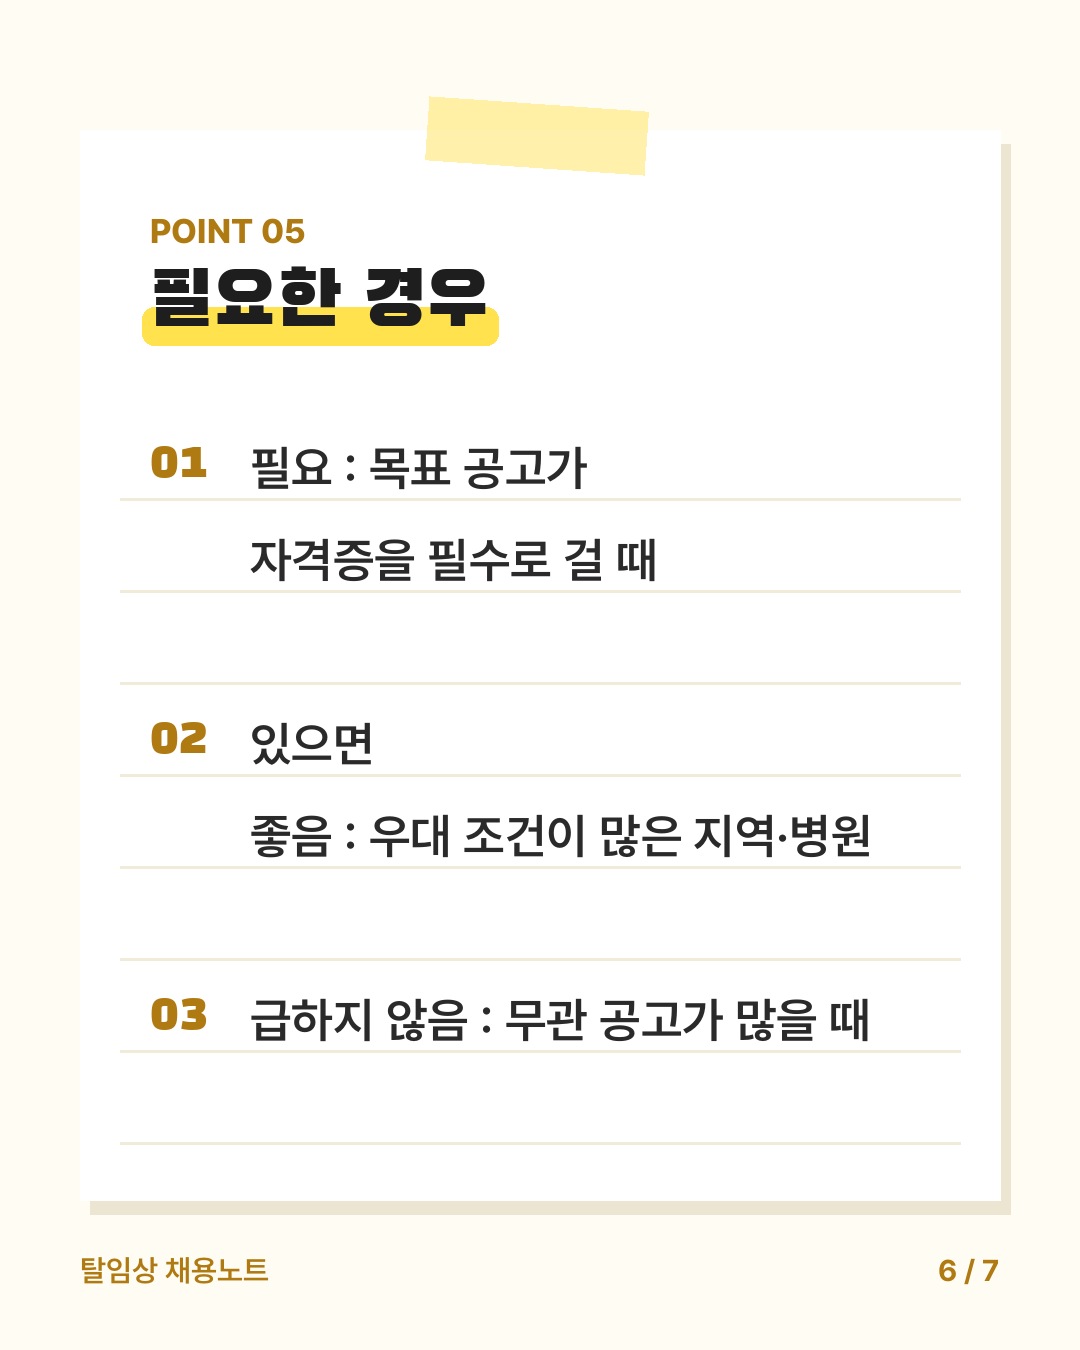 POINT 05
필요한 경우
01 필요 : 목표 공고가
자격증을 필수로 걸 때
02 있으면
좋음 : 우대 조건이 많은 지역·병원
03 급하지 않음 : 무관 공고가 많을 때
탈임상 채용노트
6 / 7